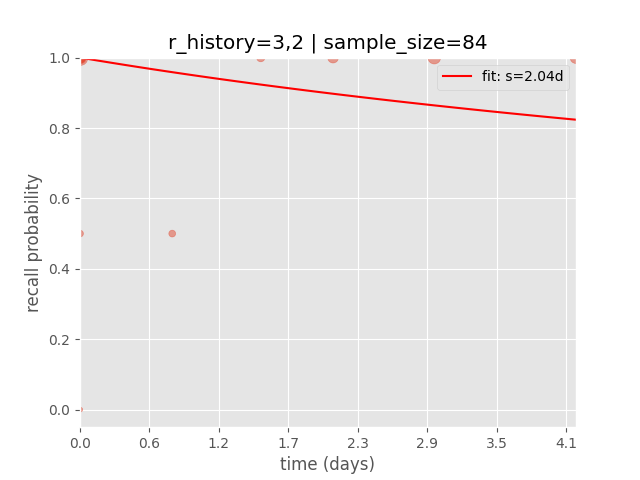 r_history=3,2 | sample_size=84
fit: s=2.04d
1.0
0.8
0.6
0.4
0.2
0.0
recall probability
0.0 0.6 1.2 1.7 2.3 2.9 3.5 4.1
time (days)